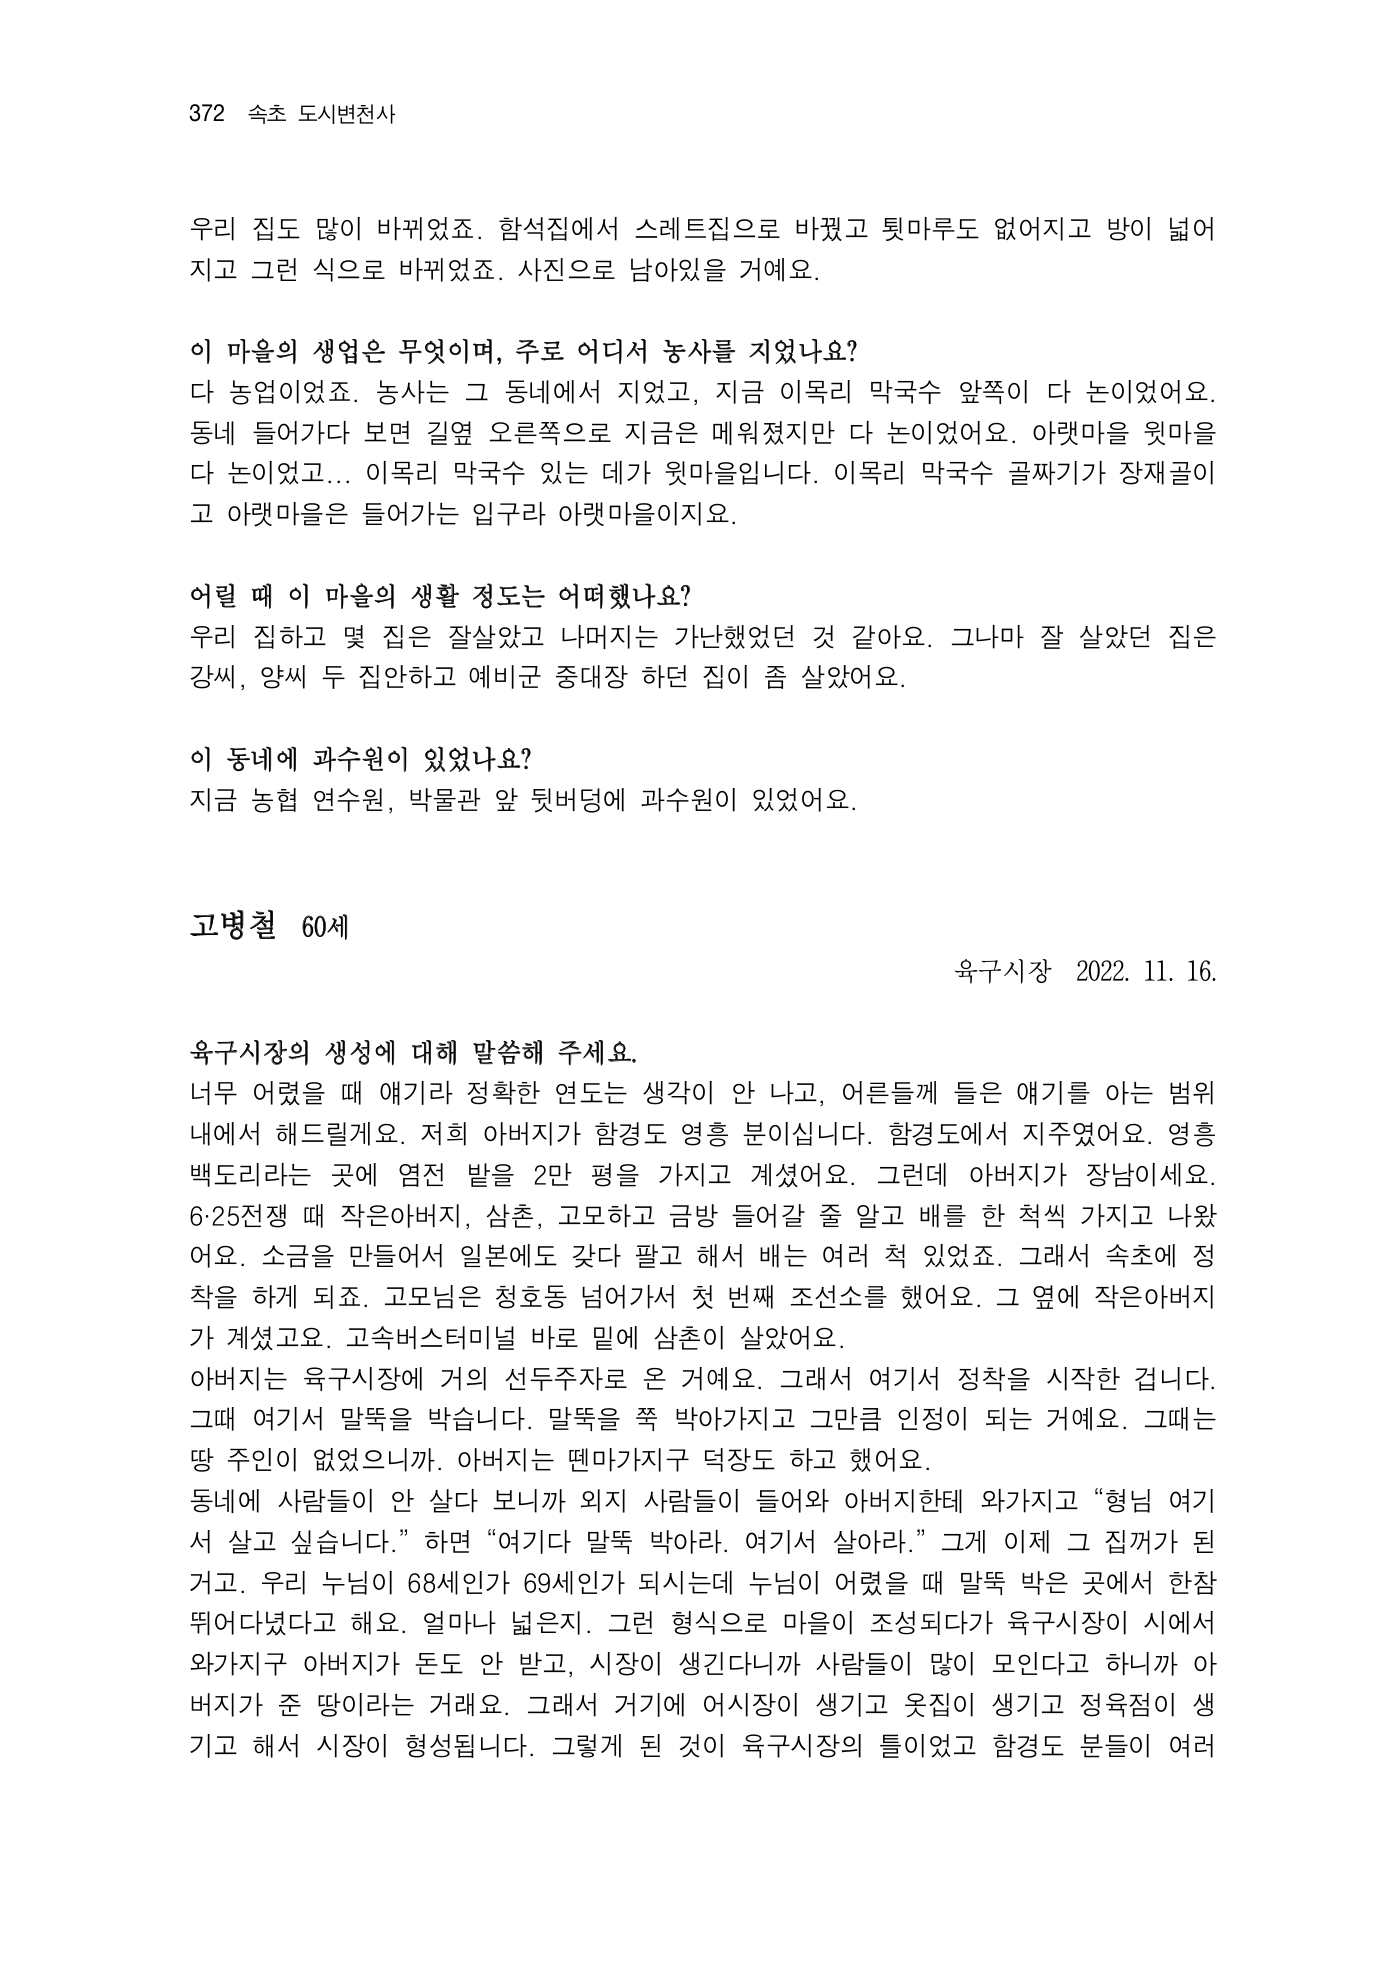 372 속초 도시변천사
우리 집도 많이 바뀌었죠. 함석집에서 스레트집으로 바꿨고 툇마루도 없어지고 방이 넓어
지고 그런 식으로 바뀌었죠. 사진으로 남아있을 거예요.
이 마을의 생업은 무엇이며, 주로 어디서 농사를 지었나요?
다 농업이었죠. 농사는 그 동네에서 지었고, 지금 이목리 막국수 앞쪽이 다 논이었어요.
동네 들어가다 보면 길옆 오른쪽으로 지금은 메워졌지만 다 논이었어요. 아랫마을 윗마을
다 논이었고… 이목리 막국수 있는 데가 윗마을입니다. 이목리 막국수 골짜기가 장재골이
고 아랫마을은 들어가는 입구라 아랫마을이지요.
어릴 때 이 마을의 생활 정도는 어떠했나요?
우리 집하고 몇 집은 잘살았고 나머지는 가난했었던 것 같아요. 그나마 잘 살았던 집은
강씨, 양씨 두 집안하고 예비군 중대장 하던 집이 좀 살았어요.
이 동네에 과수원이 있었나요?
지금 농협 연수원, 박물관 앞 뒷버덩에 과수원이 있었어요.
고병철 60세
육구시장 2022. 11. 16.
육구시장의 생성에 대해 말씀해 주세요.
너무 어렸을 때 얘기라 정확한 연도는 생각이 안 나고, 어른들께 들은 얘기를 아는 범위
내에서 해드릴게요. 저희 아버지가 함경도 영흥 분이십니다. 함경도에서 지주였어요. 영흥
백도리라는 곳에 염전 밭을 2만 평을 가지고 계셨어요. 그런데 아버지가 장남이세요.
6·25전쟁 때 작은아버지, 삼촌, 고모하고 금방 들어갈 줄 알고 배를 한 척씩 가지고 나왔
어요. 소금을 만들어서 일본에도 갖다 팔고 해서 배는 여러 척 있었죠. 그래서 속초에 정
착을 하게 되죠. 고모님은 청호동 넘어가서 첫 번째 조선소를 했어요. 그 옆에 작은아버지
가 계셨고요. 고속버스터미널 바로 밑에 삼촌이 살았어요.
아버지는 육구시장에 거의 선두주자로 온 거예요. 그래서 여기서 정착을 시작한 겁니다.
그때 여기서 말뚝을 박습니다. 말뚝을 쭉 박아가지고 그만큼 인정이 되는 거예요. 그때는
땅 주인이 없었으니까. 아버지는 뗀마가지구 덕장도 하고 했어요.
동네에 사람들이 안 살다 보니까 외지 사람들이 들어와 아버지한테 와가지고 “형님 여기
서 살고 싶습니다.” 하면 “여기다 말뚝 박아라. 여기서 살아라.” 그게 이제 그 집꺼가 된
거고. 우리 누님이 68세인가 69세인가 되시는데 누님이 어렸을 때 말뚝 박은 곳에서 한참
뛰어다녔다고 해요. 얼마나 넓은지. 그런 형식으로 마을이 조성되다가 육구시장이 시에서
와가지구 아버지가 돈도 안 받고, 시장이 생긴다니까 사람들이 많이 모인다고 하니까 아
버지가 준 땅이라는 거래요. 그래서 거기에 어시장이 생기고 옷집이 생기고 정육점이 생
기고 해서 시장이 형성됩니다. 그렇게 된 것이 육구시장의 틀이었고 함경도 분들이 여러